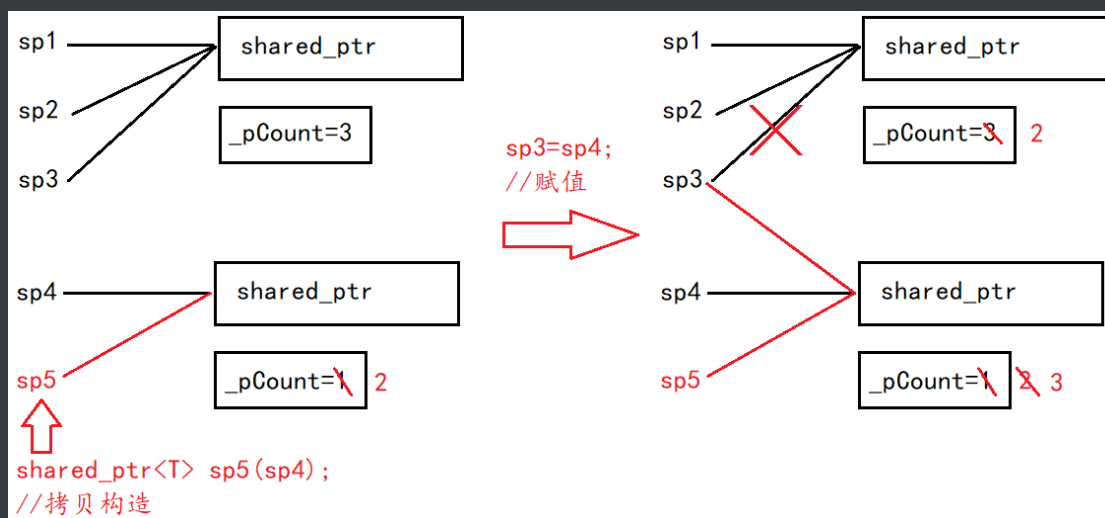 sp1
shared_ptr
sp2
_pCount=3
sp3
sp4
shared_ptr
sp5
_pCount=1 2
shared_ptr<T> sp5(sp4);
//拷贝构造
sp3=sp4;
//赋值
sp1
shared_ptr
sp2
_pCount=3 2
sp3
sp4
shared_ptr
sp5
_pCount=1 2 3